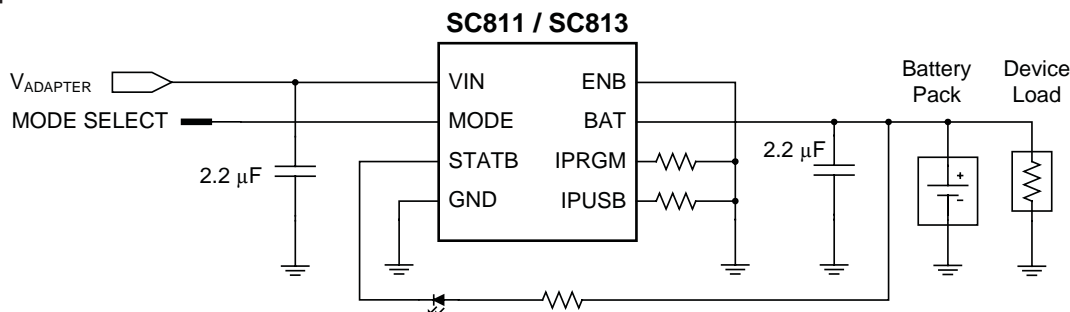 SC811 / SC813
VADAPTER
MODE SELECT
2.2 μF
VIN
MODE
STATB
GND
ENB
BAT
IPRGM
IPUSB
2.2 μF
Battery
Pack
Device
Load
+
-